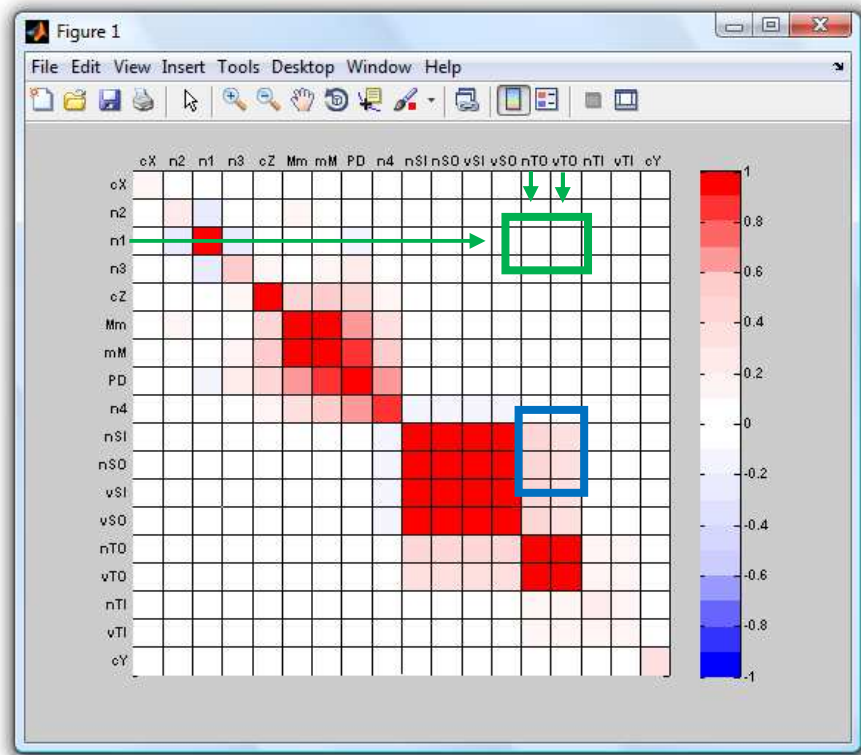 Figure 1
File Edit View Insert Tools Desktop Window Help
cX n2 n1 n3 cZ Mm mM PD n4 nSI nSO vSI vSO nTO vTO nTI vTI cY
cX
n2
n1
n3
cZ
Mm
mM
PD
n4
nSI
nSO
vSI
vSO
nTO
vTO
nTI
vTI
cY
1
0.8
0.6
0.4
0.2
0
-0.2
-0.4
-0.6
-0.8
-1